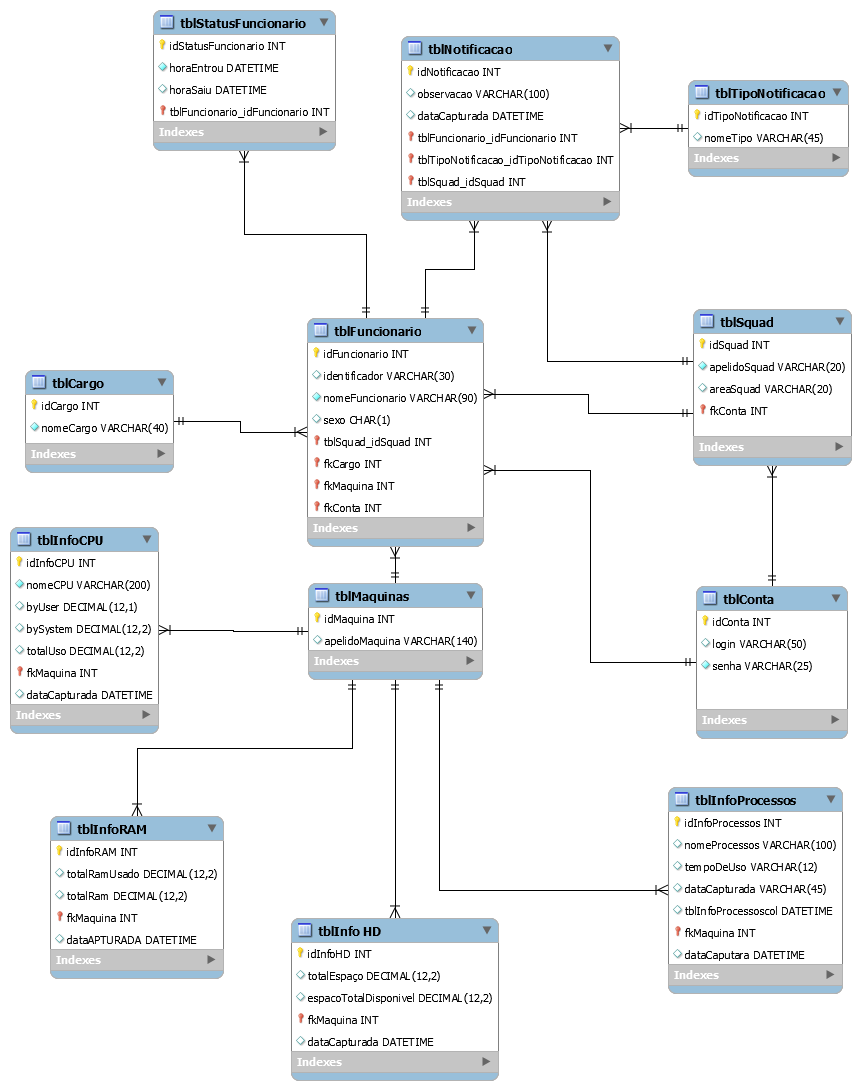 tblStatusFuncionario
idStatusFuncionario INT
horaEntrou DATETIME
horaSaiu DATETIME
tblFuncionario_idFuncionario INT
Indexes
tblNotificacao
idNotificacao INT
observacao VARCHAR(100)
dataCapturada DATETIME
tblFuncionario_idFuncionario INT
tblTipoNotificacao_idTipoNotificacao INT
tblSquad_idSquad INT
Indexes
tblTipoNotificacao
idTipoNotificacao INT
nomeTipo VARCHAR(45)
Indexes
tblFuncionario
idFuncionario INT
identificador VARCHAR(30)
nomeFuncionario VARCHAR(90)
sexo CHAR(1)
tblSquad_idSquad INT
fkCargo INT
fkMaquina INT
fkConta INT
Indexes
tblSquad
idSquad INT
apelidoSquad VARCHAR(20)
areaSquad VARCHAR(20)
fkConta INT
Indexes
tblCargo
idCargo INT
nomeCargo VARCHAR(40)
Indexes
tblInfoCPU
idInfoCPU INT
nomeCPU VARCHAR(200)
byUser DECIMAL(12,1)
bySystem DECIMAL(12,2)
totalUso DECIMAL(12,2)
fkMaquina INT
dataCapturada DATETIME
Indexes
tblMaquinas
idMaquina INT
apelidoMaquina VARCHAR(140)
Indexes
tblConta
idConta INT
login VARCHAR(50)
senha VARCHAR(25)
Indexes
tblInfoRAM
idInfoRAM INT
totalRamUsado DECIMAL(12,2)
totalRam DECIMAL(12,2)
fkMaquina INT
dataAPTURADA DATETIME
Indexes
tblInfo HD
idInfoHD INT
totalEspaço DECIMAL(12,2)
espacoTotalDisponivel DECIMAL(12,2)
fkMaquina INT
dataCapturada DATETIME
Indexes
tblInfoProcessos
idInfoProcessos INT
nomeProcessos VARCHAR(100)
tempoDeUso VARCHAR(12)
dataCapturada VARCHAR(45)
tblInfoProcessoscol DATETIME
fkMaquina INT
dataCaputara DATETIME
Indexes